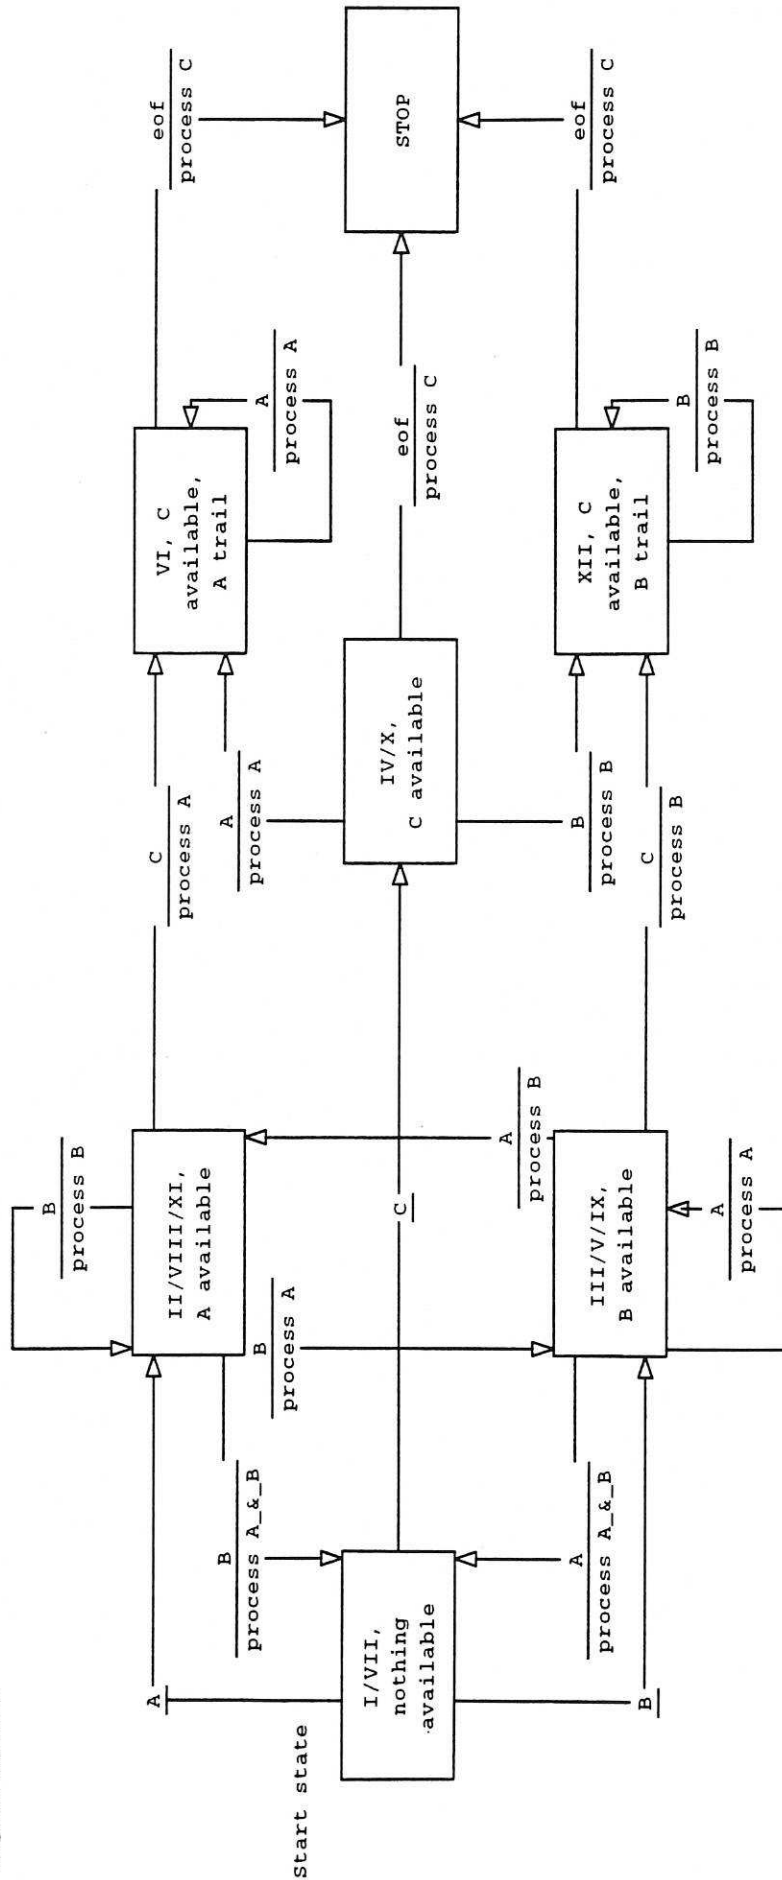 B
process B
A
II/VIII/XI,
A available
C
process A
VI, C
available,
A trail
eof
process C
B
process A_&_B
B
process A
A
process A
A
process A
Start state
I/VII,
nothing
available
C
IV/X,
C available
eof
process C
STOP
A
process B
A
process A_&_B
III/V/IX,
B available
B
process B
XII, C
available,
B trail
eof
process C
B
C
process B
B
process B
A
process A